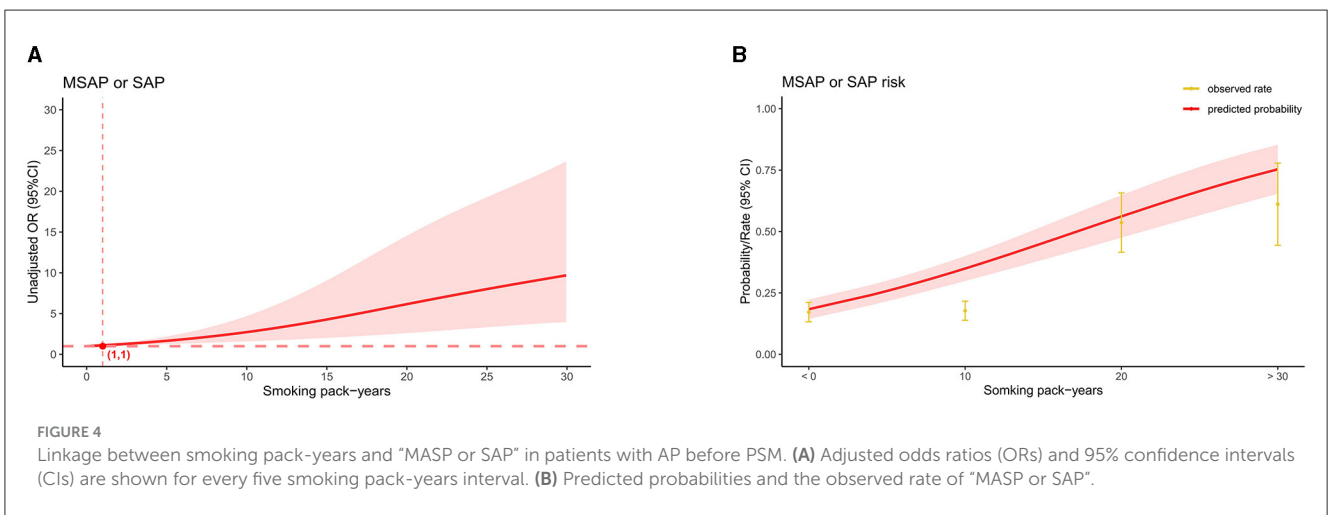 A
MSAP or SAP
Unadjusted OR (95%CI)
30
25
20
15
10
5
0
(1,1)
0 5 10 15 20 25 30
Smoking pack−years
B
MSAP or SAP risk
observed rate
predicted probability
Probability/Rate (95% CI)
1.00
0.75
0.50
0.25
0.00
< 0 10 20 > 30
Somking pack−years
FIGURE 4
Linkage between smoking pack-years and “MASP or SAP” in patients with AP before PSM. (A) Adjusted odds ratios (ORs) and 95% confidence intervals
(CIs) are shown for every five smoking pack-years interval. (B) Predicted probabilities and the observed rate of “MASP or SAP”.